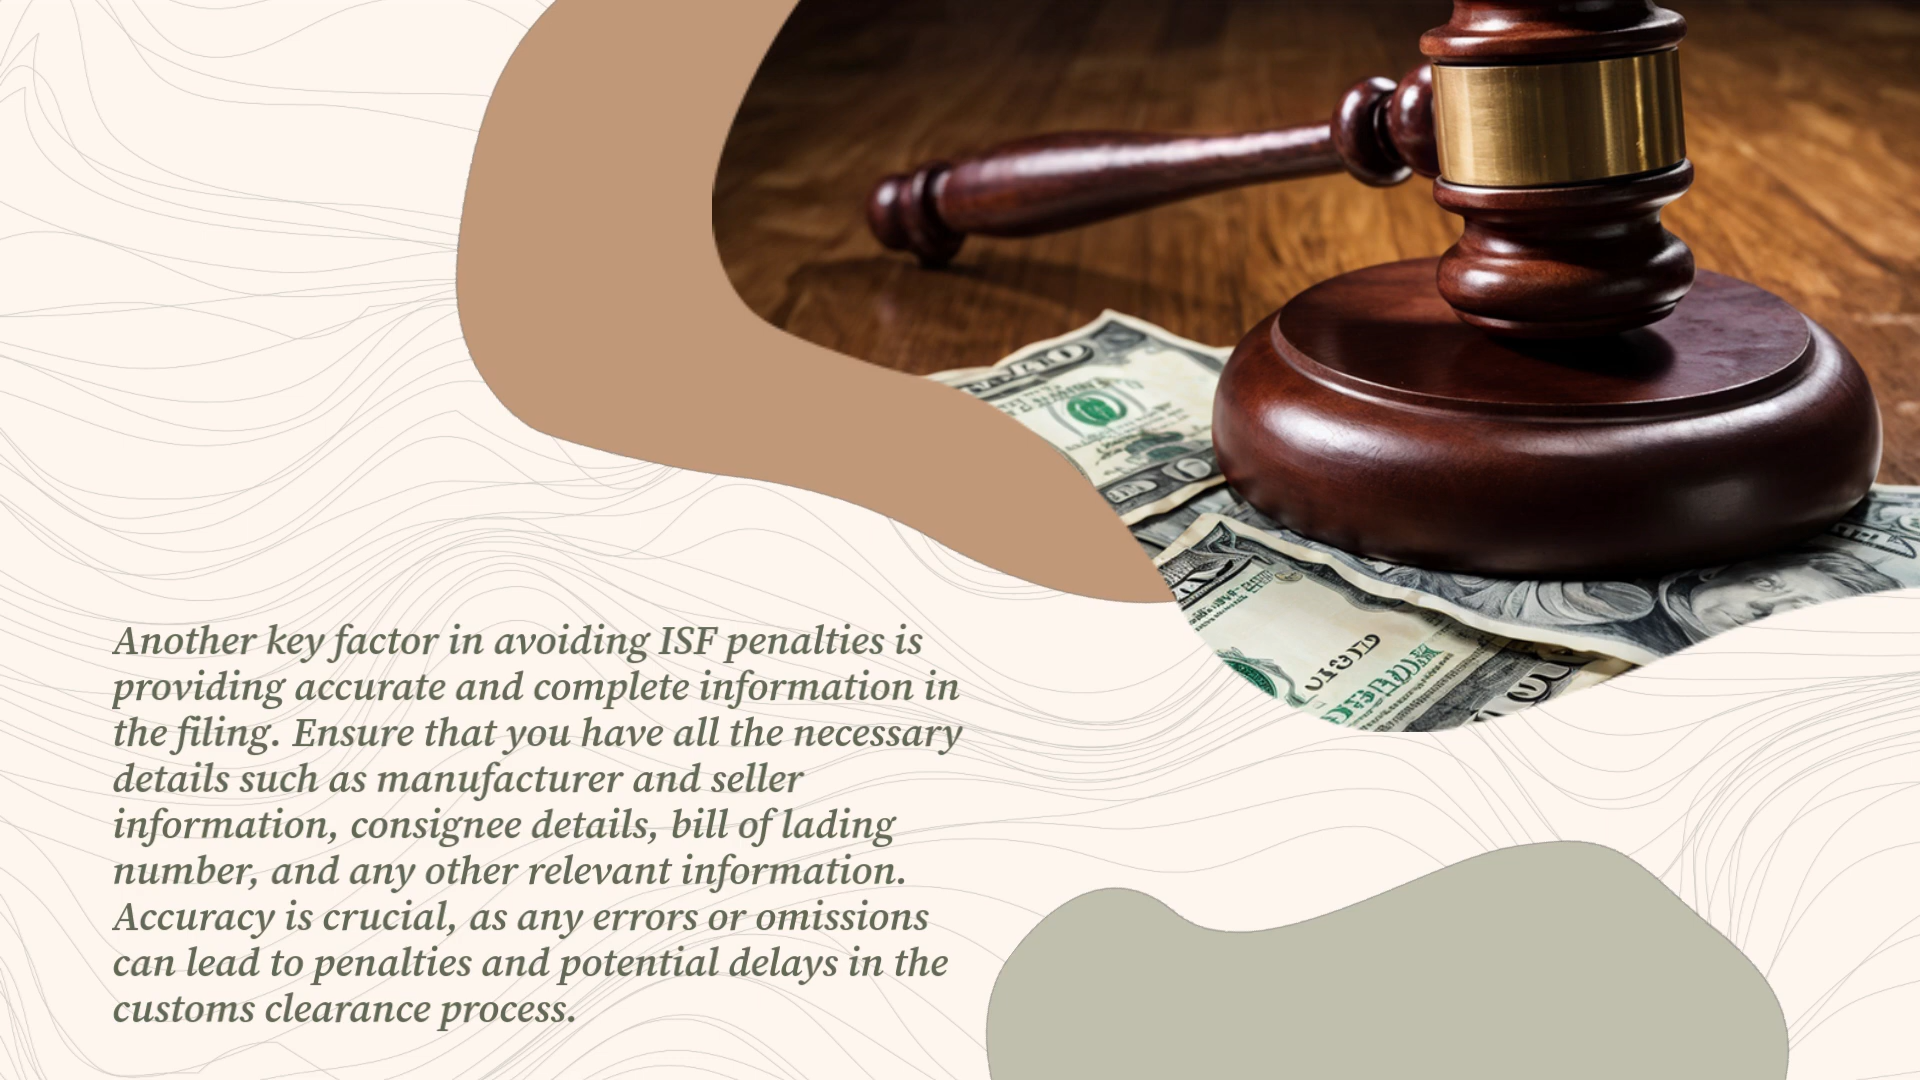 Another key factor in avoiding ISF penalties is
providing accurate and complete information in
the filing. Ensure that you have all the necessary
details such as manufacturer and seller
information, consignee details, bill of lading
number, and any other relevant information.
Accuracy is crucial, as any errors or omissions
can lead to penalties and potential delays in the
customs clearance process.